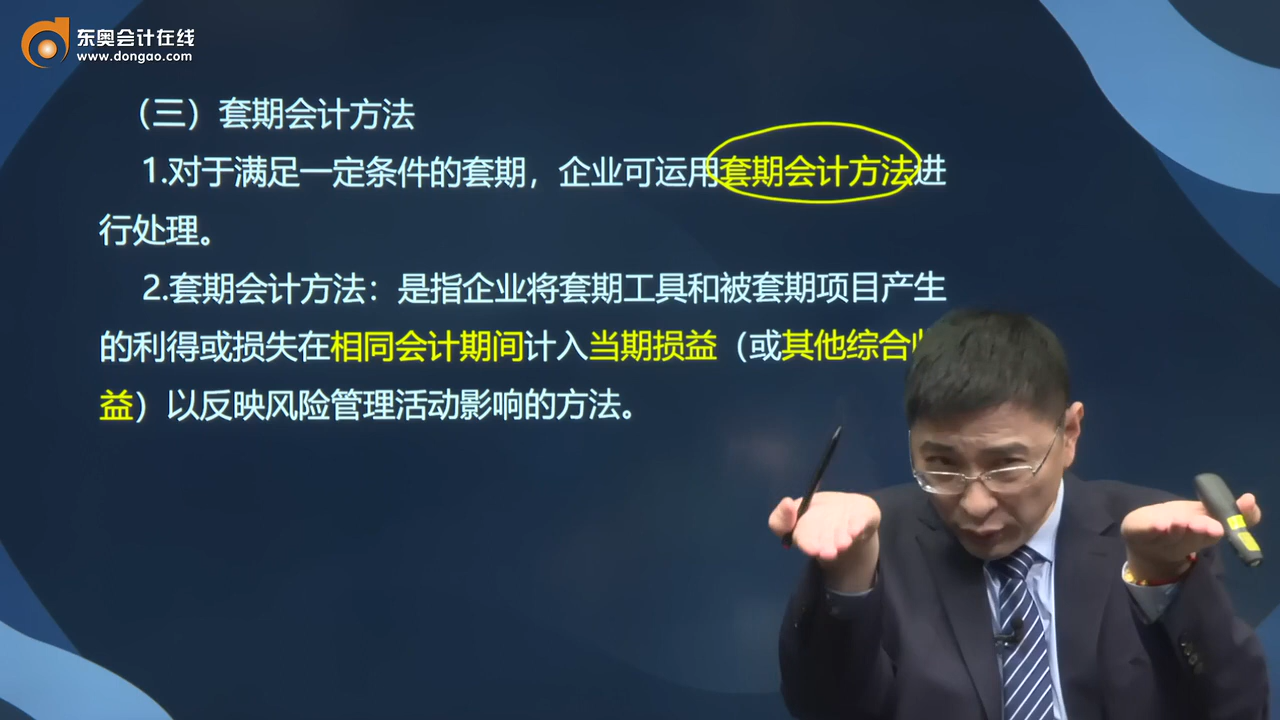 东奥会计在线
www.dongao.com
（三）套期会计方法
1.对于满足一定条件的套期，企业可运用套期会计方法进
行处理。
2.套期会计方法：是指企业将套期工具和被套期项目产生
的利得或损失在相同会计期间计入当期损益（或其他综合收
益）以反映风险管理活动影响的方法。